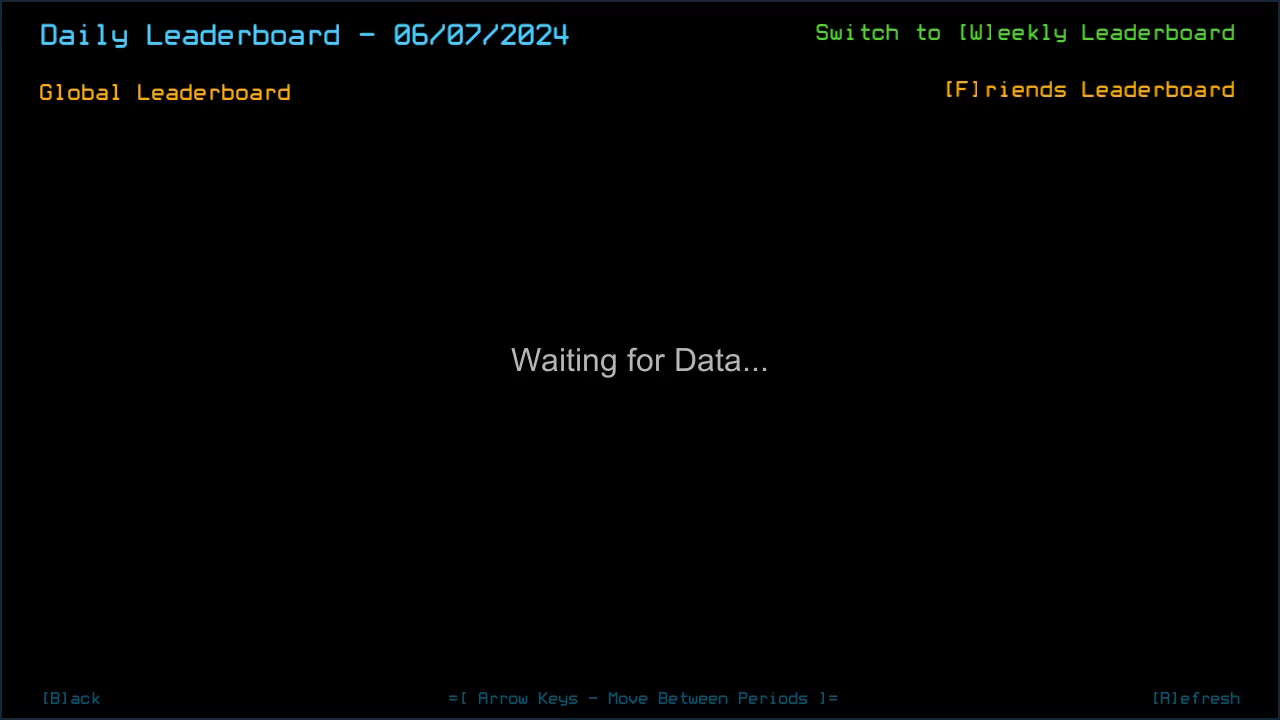 Daily Leaderboard - 06/07/2024
Switch to [W]eekly Leaderboard
Global Leaderboard
[F]riends Leaderboard
Waiting for Data...
[B]ack
=[ Arrow Keys - Move Between Periods ]=
[R]efresh